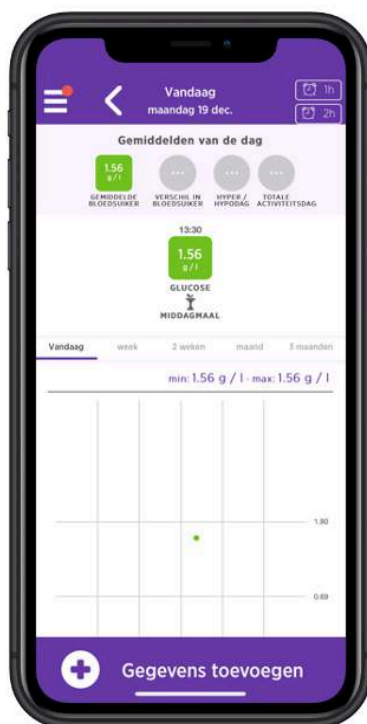 Vandaag
maandag 19 dec.
1h
2h
Gemiddelden van de dag
1.56
g/l
...
...
...
GEMIDDELDE
BLOEDSUIKER
VERSCHIL IN
BLOEDSUIKER
HYPER /
HYPODAG
TOTALE
ACTIVITEITSDAG
13:30
1.56
g/l
GLUCOSE
MIDDAGMAAL
Vandaag week 2 weken maand 3 maanden
min: 1.56 g / l - max: 1.56 g / l
1.80
0.69
Gegevens toevoegen